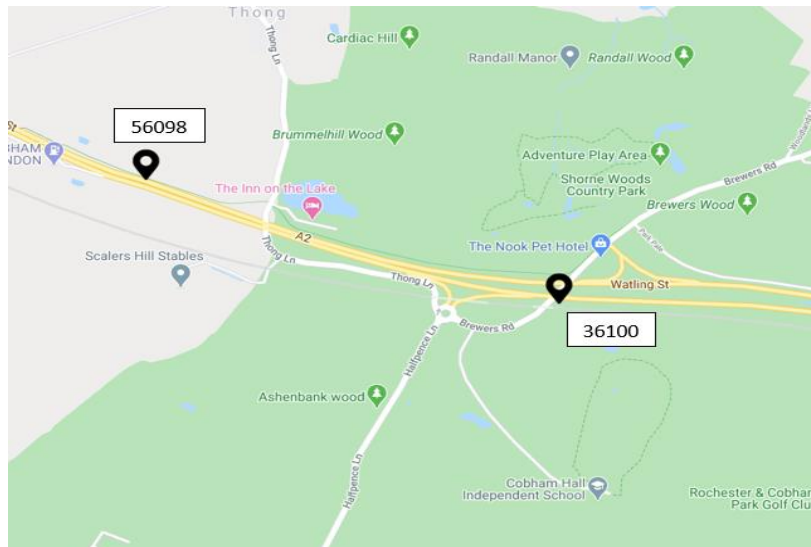 Thong
Thong Ln
Cardiac Hill
Randall Manor
Randall Wood
56098
Brummelhill Wood
Adventure Play Area
Shorne Woods
Country Park
Brewers Rd
Brewers Wood
The Inn on the Lake
A2
The Nook Pet Hotel
Park Pale
Scalers Hill Stables
Thong Ln
Thong Ln
Watling St
36100
Brewers Rd
Halfpence Ln
Ashenbank wood
Halfpence Ln
Cobham Hall
Independent School
Rochester & Cobham
Park Golf Clu